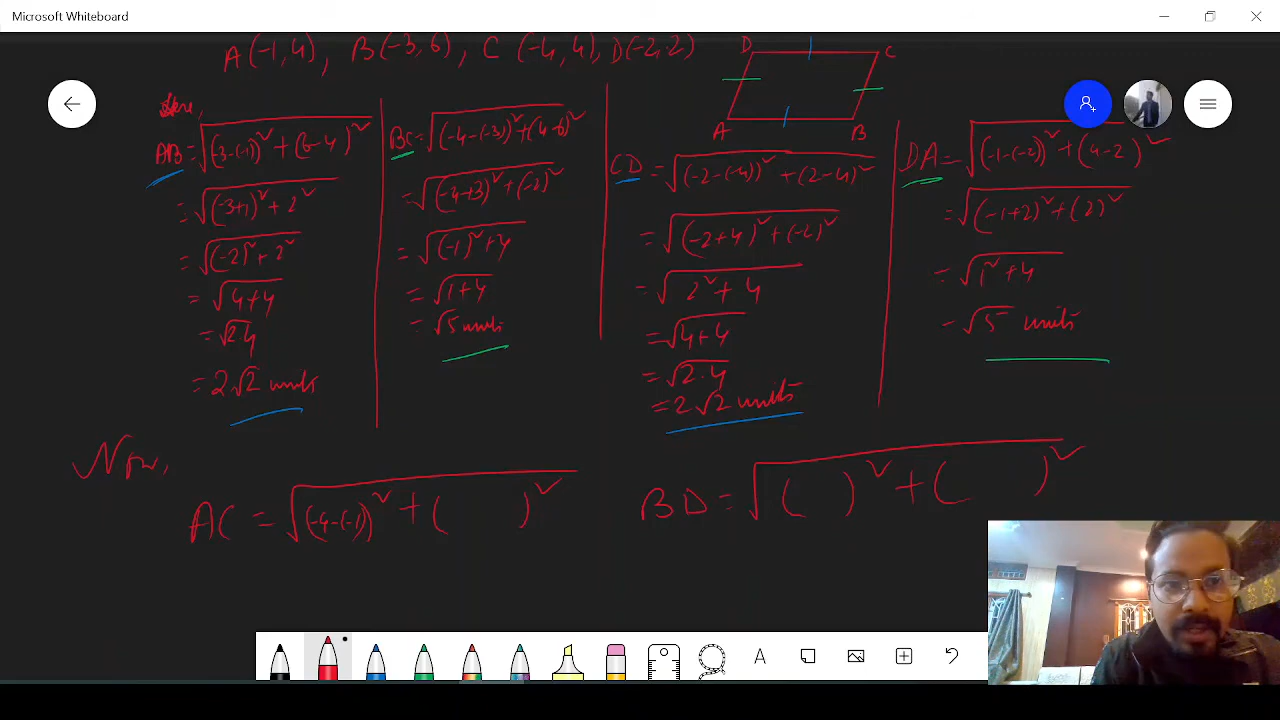 Microsoft Whiteboard
A(-1,4), B(-3,6), C(-4,4), D(-2,2)
D C
A B
Here,
AB = √(-3-(-1))² + (6-4)²
= √(-3+1)² + 2²
= √(-2)² + 2²
= √4+4
= √2·4
= 2√2 units
BC = √(-4-(-3))² + (4-6)²
= √(-4+3)² + (-2)²
= √(-1)² + 4
= √1+4
= √5 units
CD = √(-2-(-4))² + (2-4)²
= √(-2+4)² + (-2)²
= √2² + 4
= √4+4
= √2·4
= 2√2 units
DA = √(-1-(-2))² + (4-2)²
= √(-1+2)² + (2)²
= √1² + 4
= √5 units
Now,
AC = √(-4-(-1))² + ( )²
BD = √( )² + ( )²
A